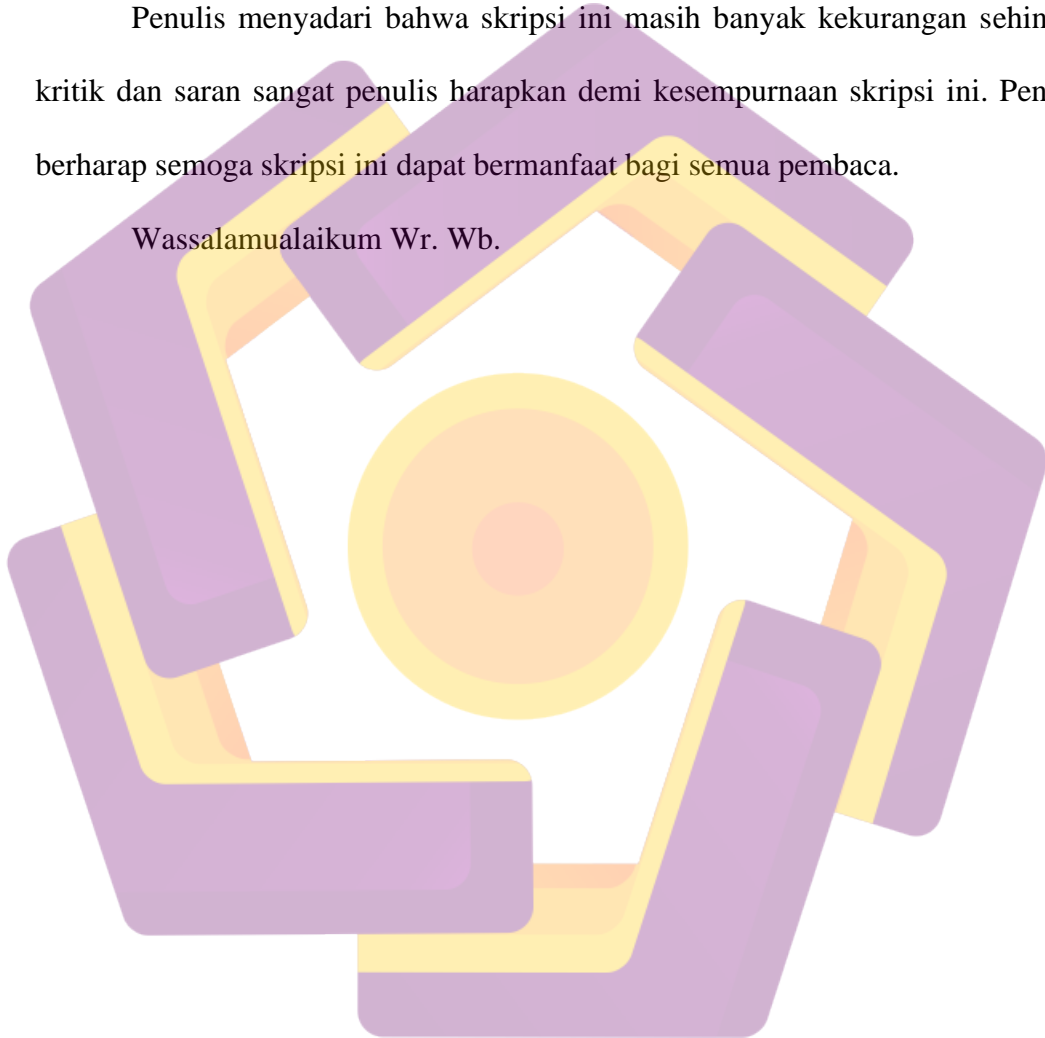 Penulis menyadari bahwa skripsi ini masih banyak kekurangan sehin
kritik dan saran sangat penulis harapkan demi kesempurnaan skripsi ini. Pen
berharap semoga skripsi ini dapat bermanfaat bagi semua pembaca.
Wassalamualaikum Wr. Wb.